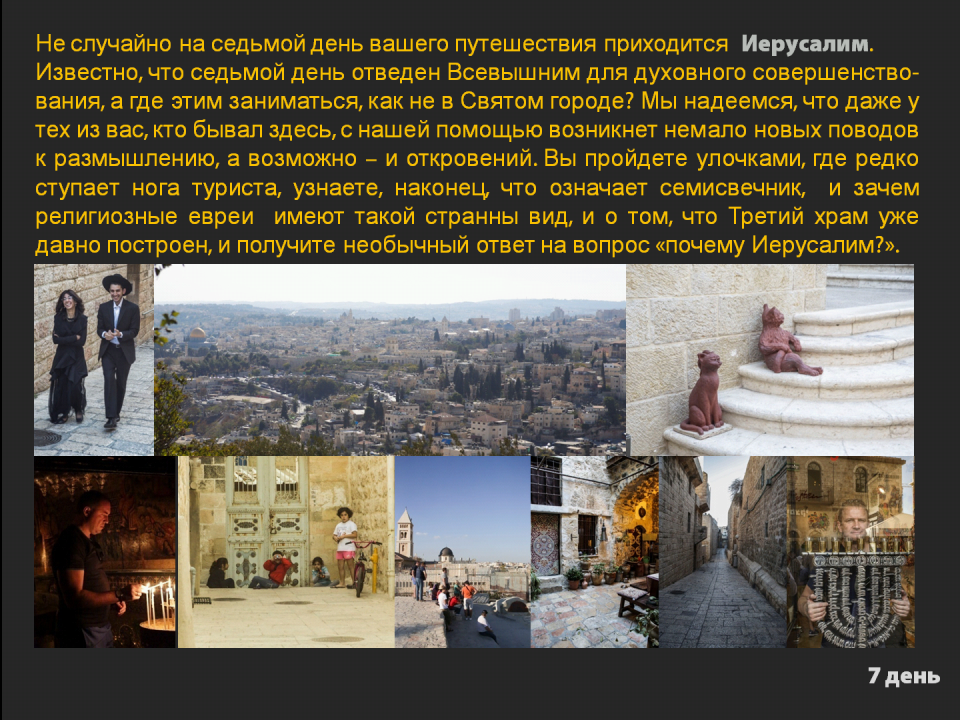 Не случайно на седьмой день вашего путешествия приходится Иерусалим.
Известно, что седьмой день отведен Всевышним для духовного совершенство-
вания, а где этим заниматься, как не в Святом городе? Мы надеемся, что даже у
тех из вас, кто бывал здесь, с нашей помощью возникнет немало новых поводов
к размышлению, а возможно – и откровений. Вы пройдете улочками, где редко
ступает нога туриста, узнаете, наконец, что означает семисвечник, и зачем
религиозные евреи имеют такой странны вид, и о том, что Третий храм уже
давно построен, и получите необычный ответ на вопрос «почему Иерусалим?».
7 день